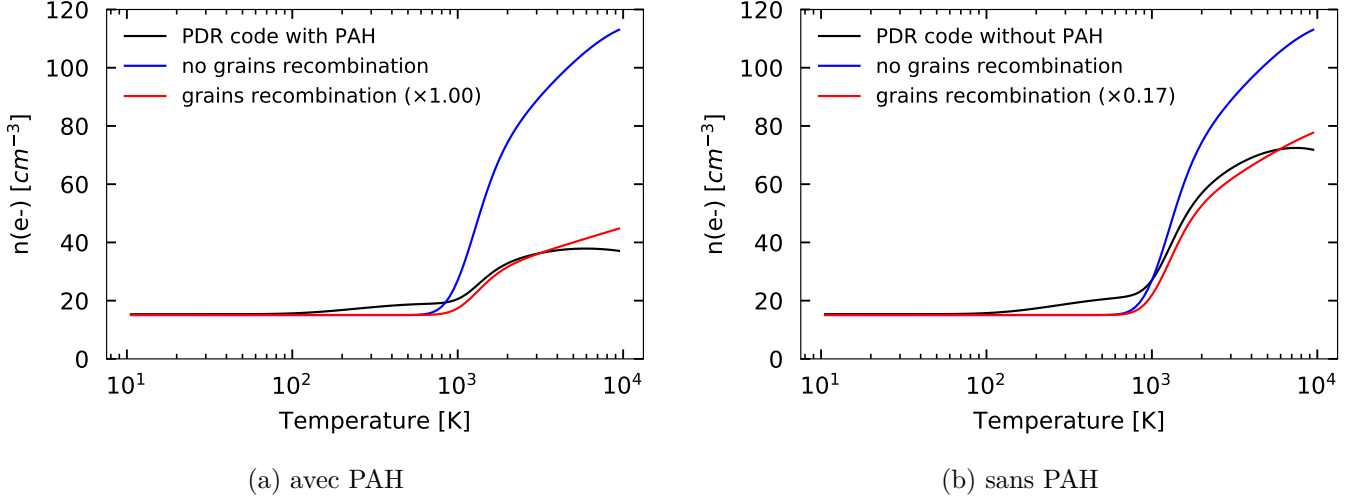 PDR code with PAH
no grains recombination
grains recombination (×1.00)
n(e-) [cm⁻³]
120
100
80
60
40
20
0
10¹
10²
10³
10⁴
Temperature [K]
(a) avec PAH
PDR code without PAH
no grains recombination
grains recombination (×0.17)
n(e-) [cm⁻³]
120
100
80
60
40
20
0
10¹
10²
10³
10⁴
Temperature [K]
(b) sans PAH